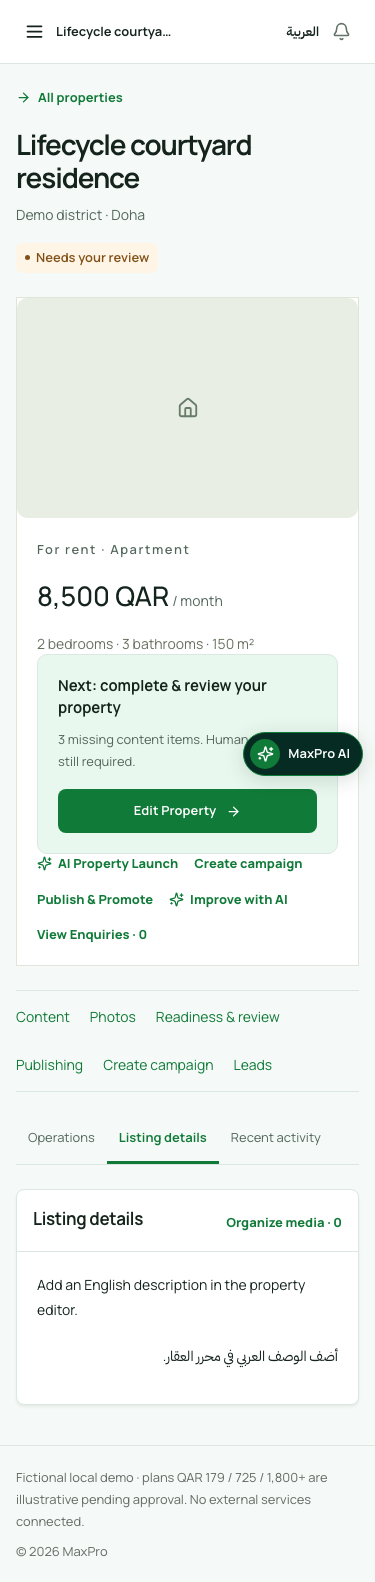 Lifecycle courtya...
العربية
All properties
Lifecycle courtyard
residence
Demo district · Doha
Needs your review
For rent · Apartment
8,500 QAR / month
2 bedrooms · 3 bathrooms · 150 m²
Next: complete & review your
property
3 missing content items. Human
still required.
MaxPro AI
Edit Property
AI Property Launch Create campaign
Publish & Promote Improve with AI
View Enquiries · 0
Content Photos Readiness & review
Publishing Create campaign Leads
Operations Listing details Recent activity
Listing details Organize media · 0
Add an English description in the property
editor.
أضف الوصف العربي في محرر العقار.
Fictional local demo · plans QAR 179 / 725 / 1,800+ are
illustrative pending approval. No external services
connected.
© 2026 MaxPro